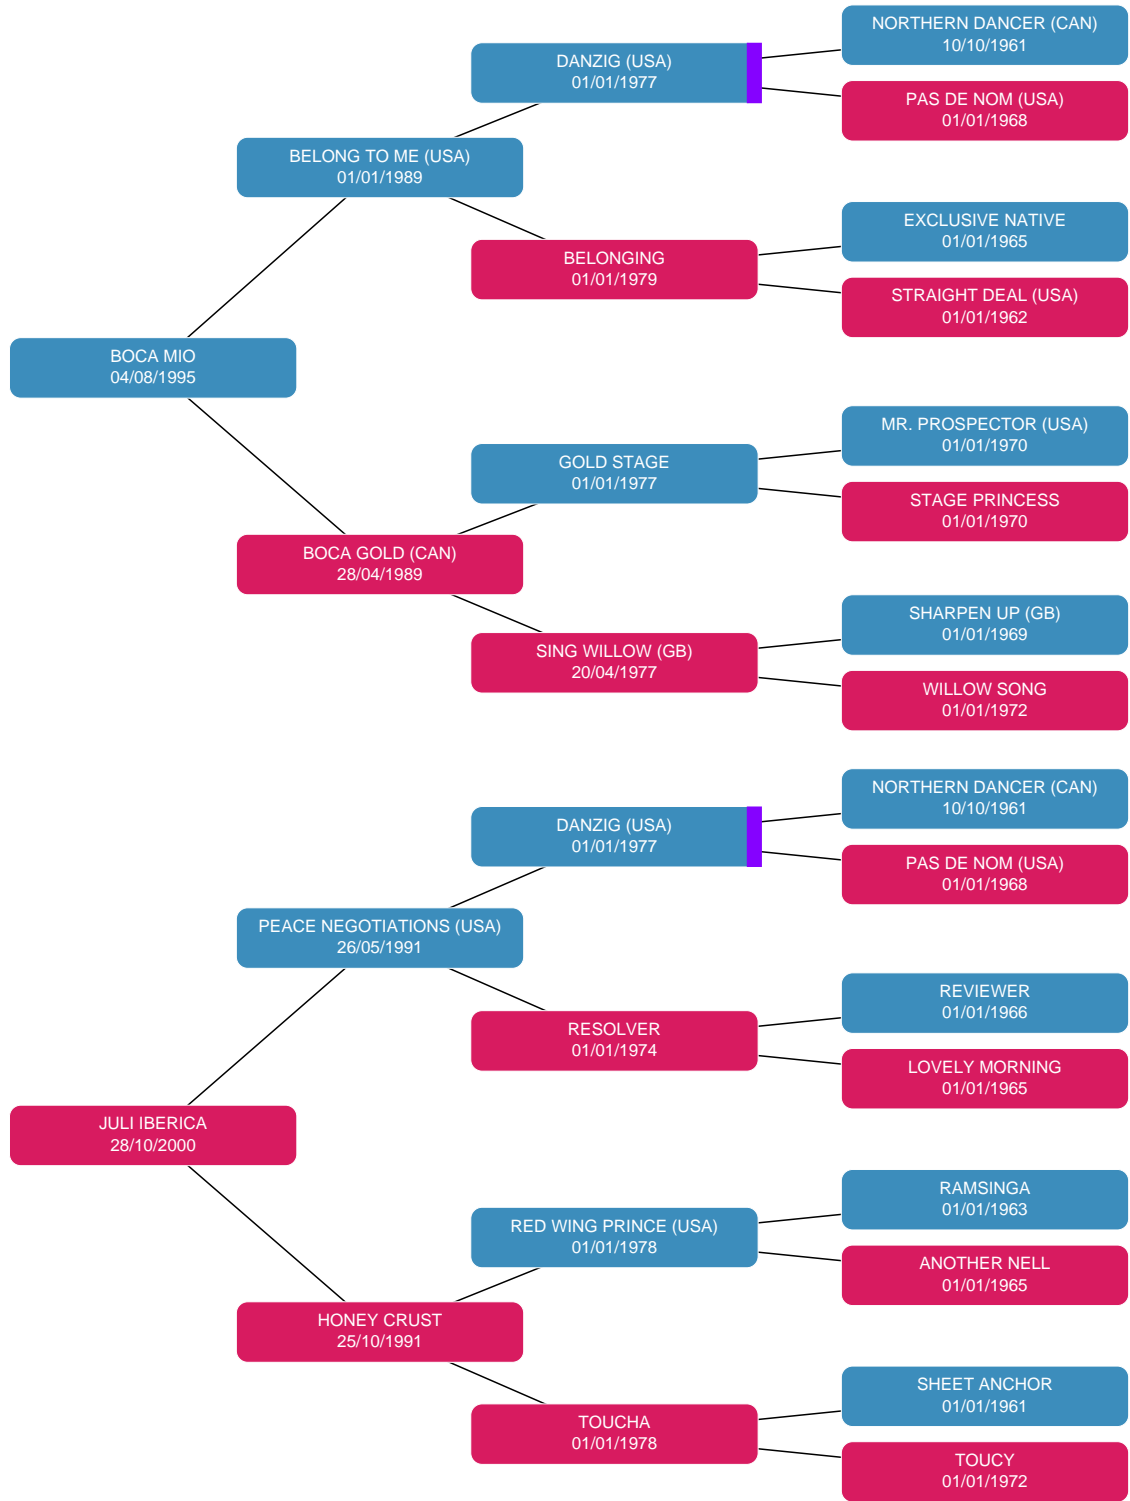 NORTHERN DANCER (CAN)
10/10/1961
DANZIG (USA)
01/01/1977
PAS DE NOM (USA)
01/01/1968
BELONG TO ME (USA)
01/01/1989
EXCLUSIVE NATIVE
01/01/1965
BELONGING
01/01/1979
STRAIGHT DEAL (USA)
01/01/1962
BOCA MIO
04/08/1995
MR. PROSPECTOR (USA)
01/01/1970
GOLD STAGE
01/01/1977
STAGE PRINCESS
01/01/1970
BOCA GOLD (CAN)
28/04/1989
SHARPEN UP (GB)
01/01/1969
SING WILLOW (GB)
20/04/1977
WILLOW SONG
01/01/1972
NORTHERN DANCER (CAN)
10/10/1961
DANZIG (USA)
01/01/1977
PAS DE NOM (USA)
01/01/1968
PEACE NEGOTIATIONS (USA)
26/05/1991
REVIEWER
01/01/1966
RESOLVER
01/01/1974
LOVELY MORNING
01/01/1965
JULI IBERICA
28/10/2000
RAMSINGA
01/01/1963
RED WING PRINCE (USA)
01/01/1978
ANOTHER NELL
01/01/1965
HONEY CRUST
25/10/1991
SHEET ANCHOR
01/01/1961
TOUCHA
01/01/1978
TOUCY
01/01/1972